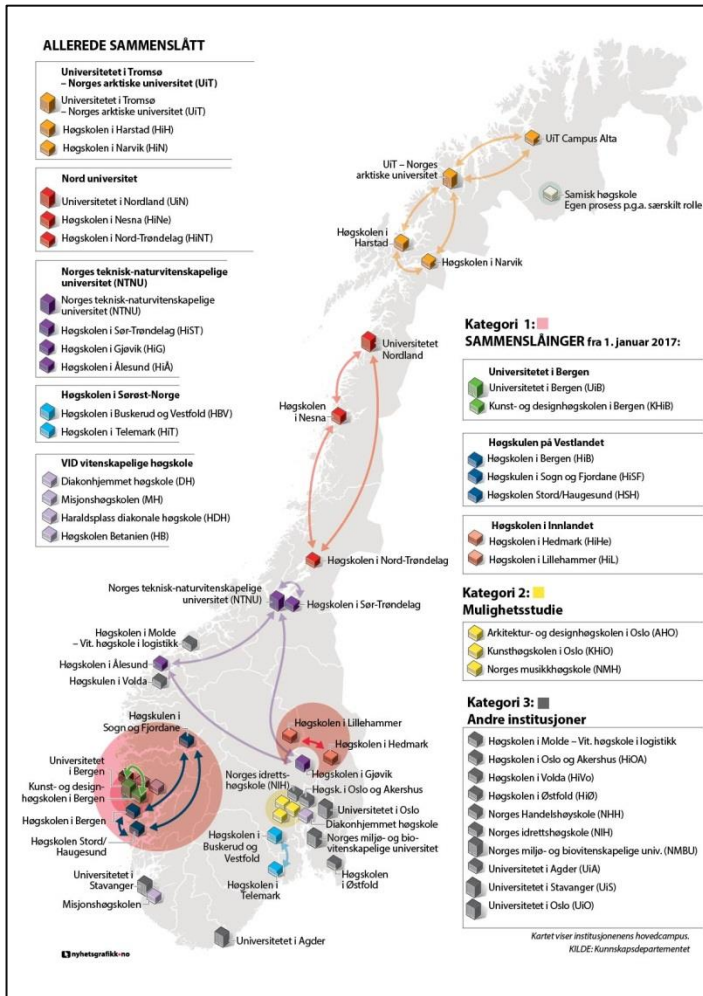 ALLEREDE SAMMENSLÅTT
Universitetet i Tromsø
– Norges arktiske universitet (UiT)
Universitetet i Tromsø
– Norges arktiske universitet (UiT)
Høgskolen i Harstad (HiH)
Høgskolen i Narvik (HiN)
Nord universitet
Universitetet i Nordland (UiN)
Høgskolen i Nesna (HiNe)
Høgskolen i Nord-Trøndelag (HiNT)
Norges teknisk-naturvitenskapelige
universitet (NTNU)
Norges teknisk-naturvitenskapelige
universitet (NTNU)
Høgskolen i Sør-Trøndelag (HiST)
Høgskolen i Gjøvik (HiG)
Høgskolen i Ålesund (HiÅ)
Høgskolen i Sørøst-Norge
Høgskolen i Buskerud og Vestfold (HBV)
Høgskolen i Telemark (HiT)
VID vitenskapelige høgskole
Diakonhjemmet høgskole (DH)
Misjonshøgskolen (MH)
Haraldsplass diakonale høgskole (HDH)
Høgskolen Betanien (HB)
UiT Campus Alta
UiT – Norges
arktiske universitet
Samisk høgskole
Egen prosess p.g.a. særskilt rolle
Høgskolen i
Harstad
Høgskolen i Narvik
Universitetet
Nordland
Høgskolen
i Nesna
Høgskolen i Nord-Trøndelag
Norges teknisk-naturvitenskapelige
universitet (NTNU)
Høgskolen i Sør-Trøndelag
Høgskolen i Molde
– Vit. høgskole i logistikk
Høgskolen i Ålesund
Høgskulen i Volda
Høgskulen i
Sogn og Fjordane
Høgskolen i Lillehammer
Høgskolen i Hedmark
Universitetet
i Bergen
Kunst- og design-
høgskolen i Bergen
Høgskolen i Bergen
Høgskolen Stord/
Haugesund
Høgskolen i Gjøvik
Norges idretts-
høgskole (NIH)
Høgsk. i Oslo og Akershus
Universitetet i Oslo
Diakonhjemmet høgskole
Norges miljø- og bio-
vitenskapelige universitet
Høgskolen i
Buskerud og
Vestfold
Høgskolen i
Telemark
Høgskolen
i Østfold
Universitetet i
Stavanger
Misjonshøgskolen
Universitetet i Agder
Kategori 1:
SAMMENSLÅINGER fra 1. januar 2017:
Universitetet i Bergen
Universitetet i Bergen (UiB)
Kunst- og designhøgskolen i Bergen (KHiB)
Høgskulen på Vestlandet
Høgskolen i Bergen (HiB)
Høgskulen i Sogn og Fjordane (HiSF)
Høgskolen Stord/Haugesund (HSH)
Høgskolen i Innlandet
Høgskolen i Hedmark (HiHe)
Høgskolen i Lillehammer (HiL)
Kategori 2:
Mulighetsstudie
Arkitektur- og designhøgskolen i Oslo (AHO)
Kunsthøgskolen i Oslo (KHiO)
Norges musikkhøgskole (NMH)
Kategori 3:
Andre institusjoner
Høgskolen i Molde – Vit. høgskole i logistikk
Høgskolen i Oslo og Akershus (HiOA)
Høgskulen i Volda (HiVo)
Høgskolen i Østfold (HiØ)
Norges Handelshøyskole (NHH)
Norges idrettshøgskole (NIH)
Norges miljø- og biovitenskapelige univ. (NMBU)
Universitetet i Agder (UiA)
Universitetet i Stavanger (UiS)
Universitetet i Oslo (UiO)
Kartet viser institusjonenens hovedcampus.
KILDE: Kunnskapsdepartementet
nyhetsgrafikk.no